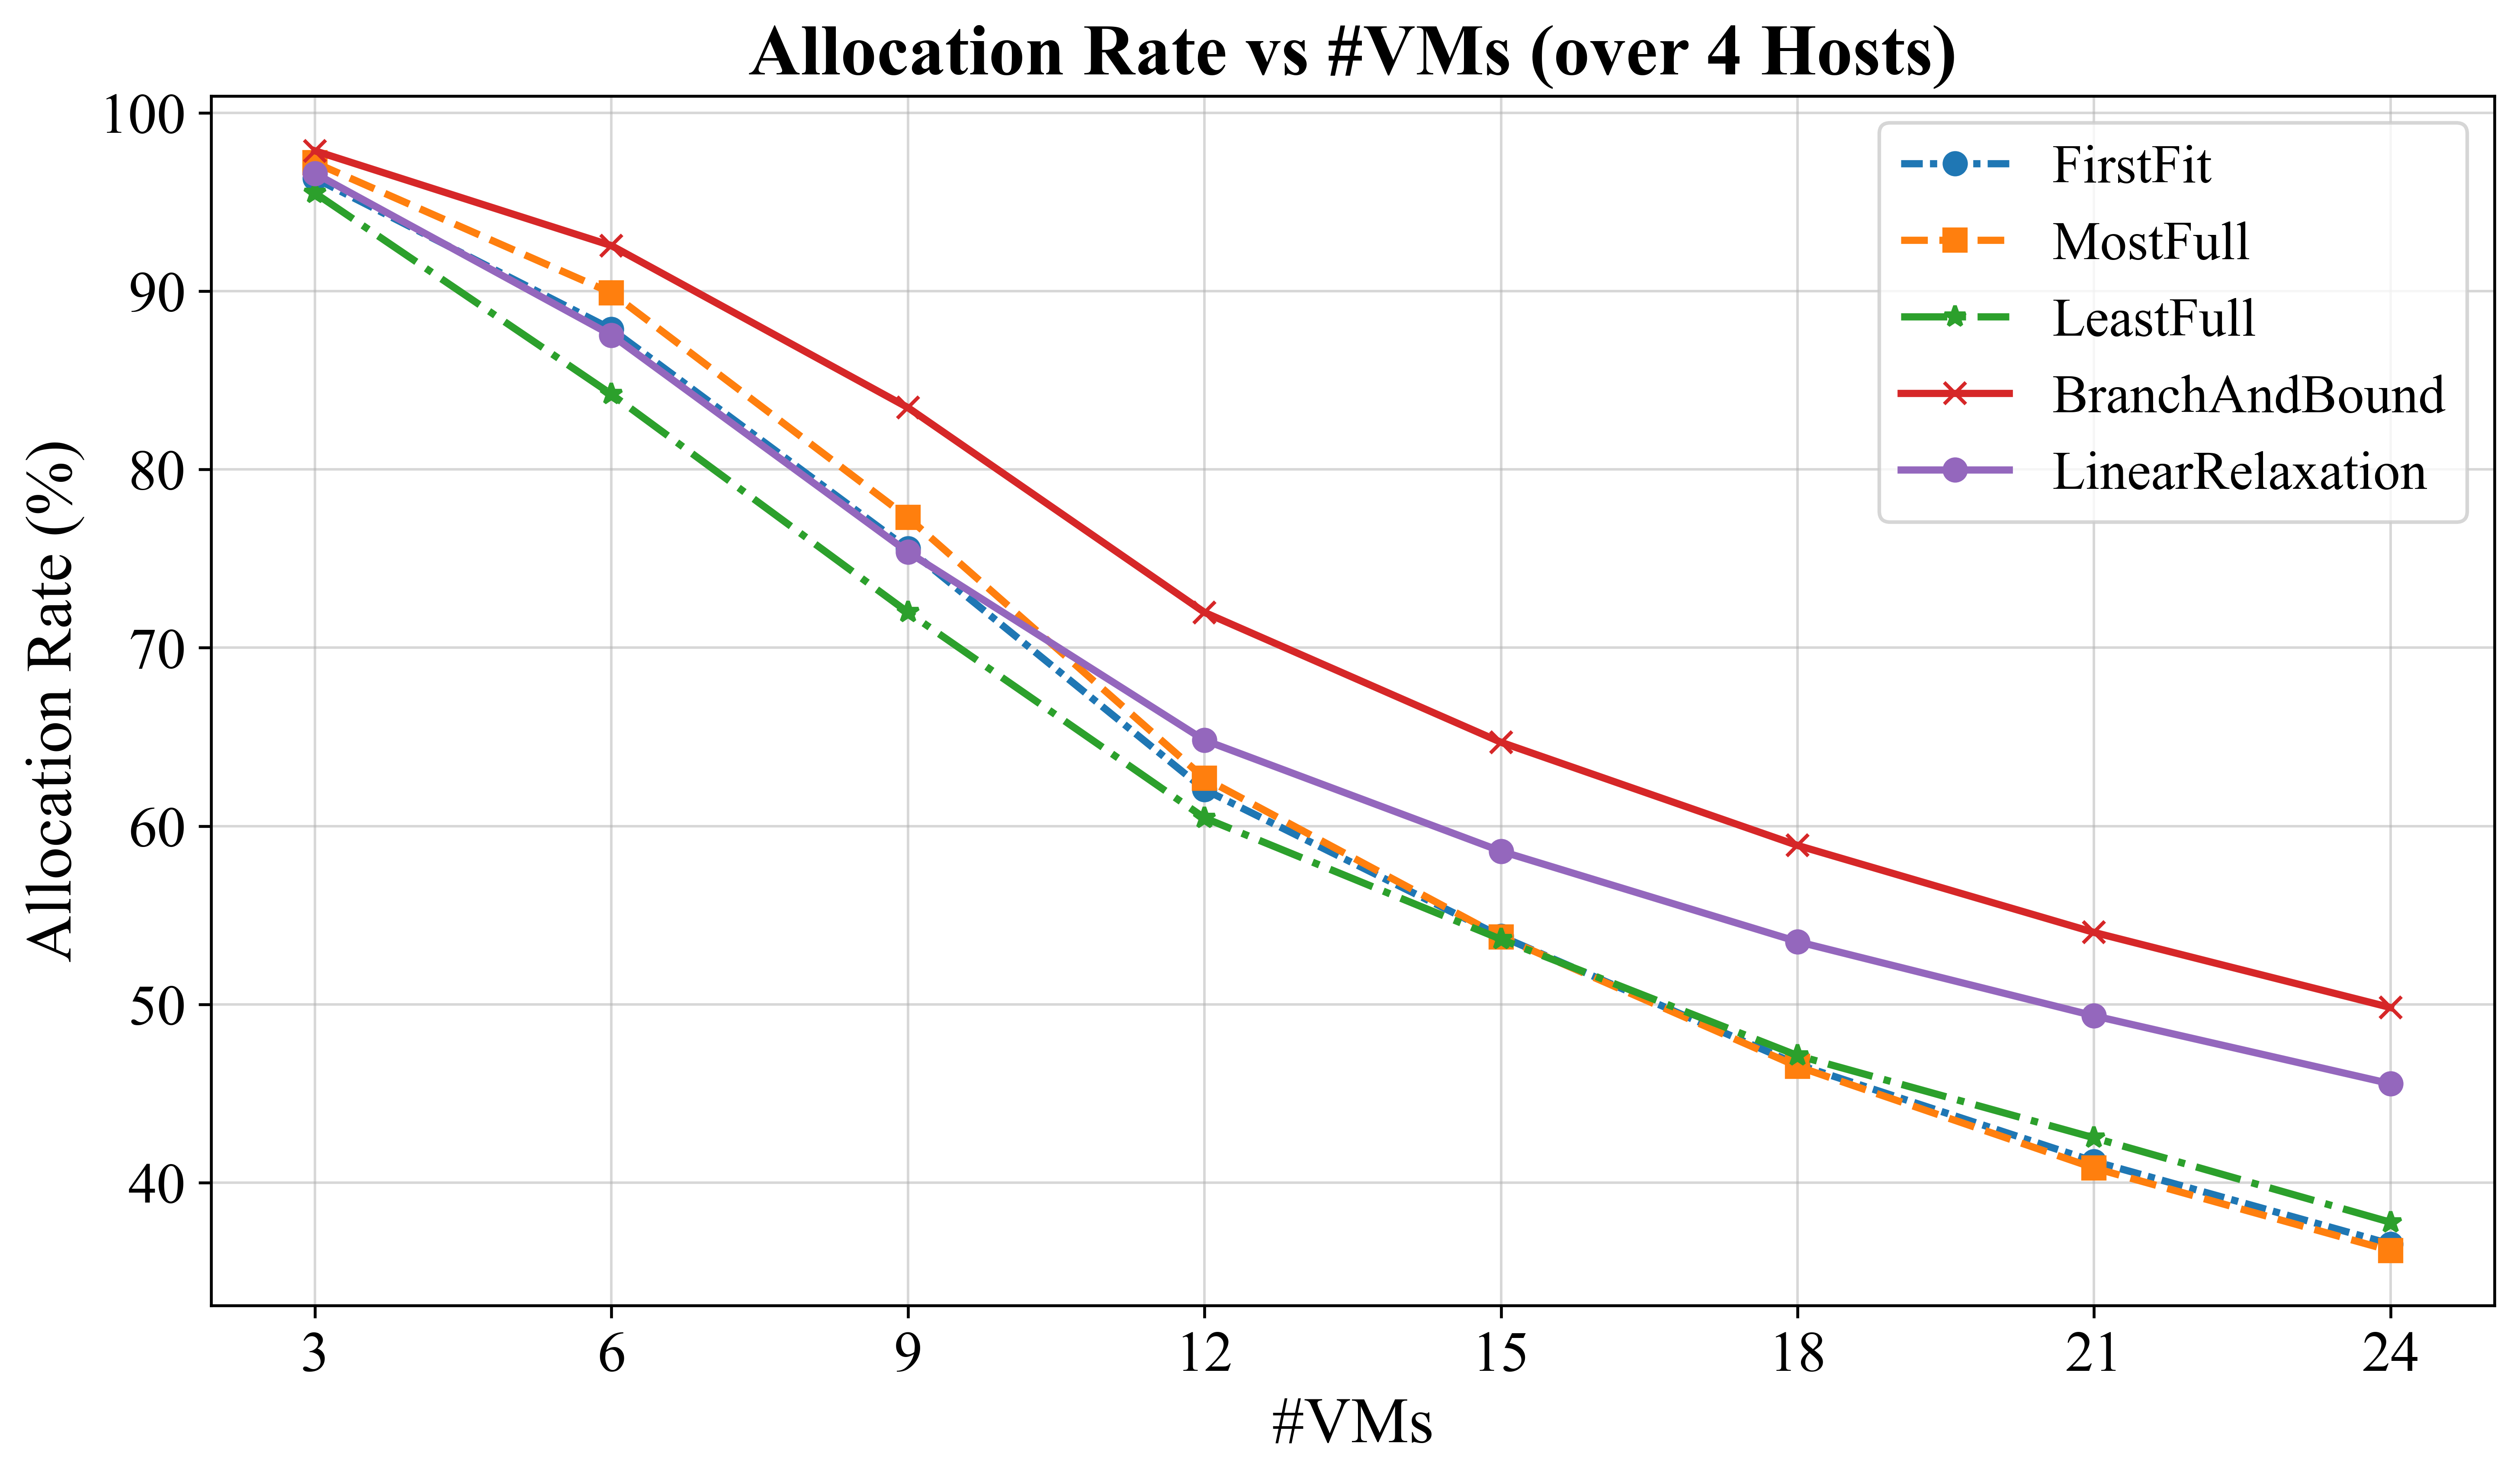 Allocation Rate vs #VMs (over 4 Hosts)
100
90
80
70
60
50
40
Allocation Rate (%)
FirstFit
MostFull
LeastFull
BranchAndBound
LinearRelaxation
3 6 9 12 15 18 21 24
#VMs